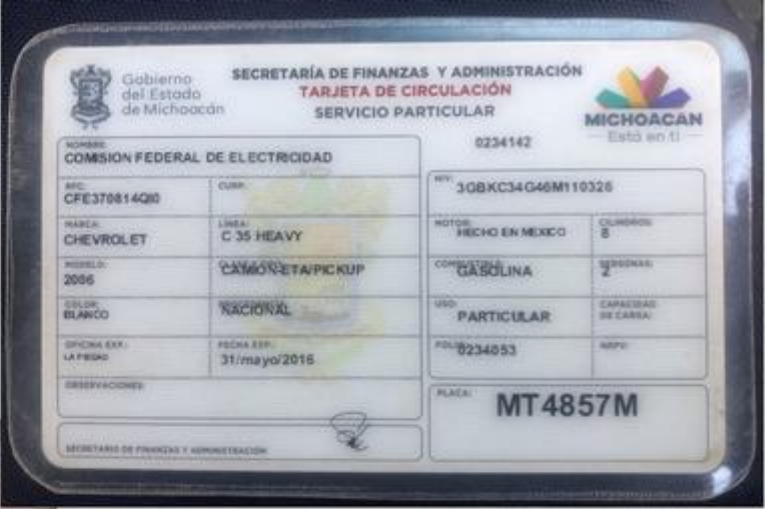 Gobierno
del Estado
de Michoacán
SECRETARÍA DE FINANZAS Y ADMINISTRACIÓN
TARJETA DE CIRCULACIÓN
SERVICIO PARTICULAR
MICHOACÁN
Está en ti
0234142
NOMBRE:
COMISION FEDERAL DE ELECTRICIDAD
RFC:
CFE370814QI0
CURP:
NIV:
3GBKC34G46M110326
MARCA:
CHEVROLET
LÍNEA:
C 35 HEAVY
MOTOR:
HECHO EN MEXICO
CILINDROS:
8
MODELO:
2006
CAMION-ETA/PICKUP
COMBUSTIBLE:
GASOLINA
PERSONAS:
2
COLOR:
BLANCO
PROCEDENCIA:
NACIONAL
USO:
PARTICULAR
CAPACIDAD
DE CARGA:
OFICINA EXP.:
LA PIEDAD
FECHA EXP.:
31/mayo/2016
FOLIO:
0234053
OBSERVACIONES:
PLACA:
MT4857M
SECRETARIO DE FINANZAS Y ADMINISTRACIÓN